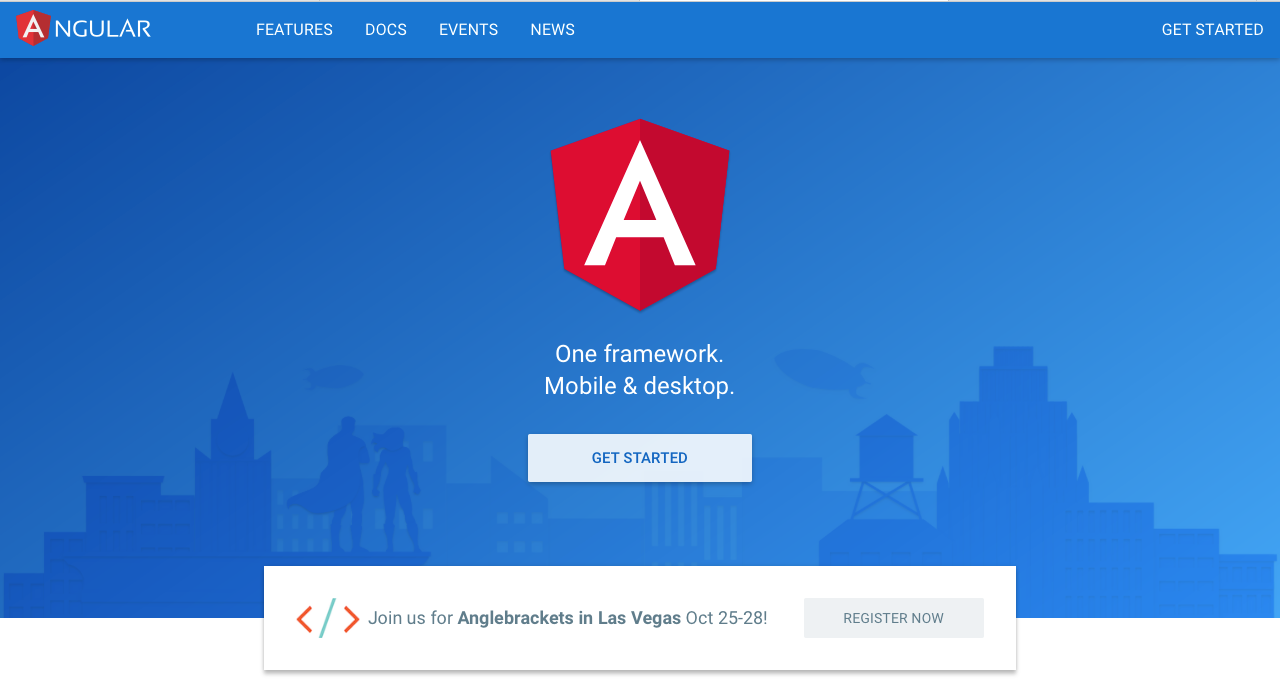 ANGULAR
FEATURES DOCS EVENTS NEWS GET STARTED
A
One framework.
Mobile & desktop.
GET STARTED
</> Join us for Anglebrackets in Las Vegas Oct 25-28! REGISTER NOW